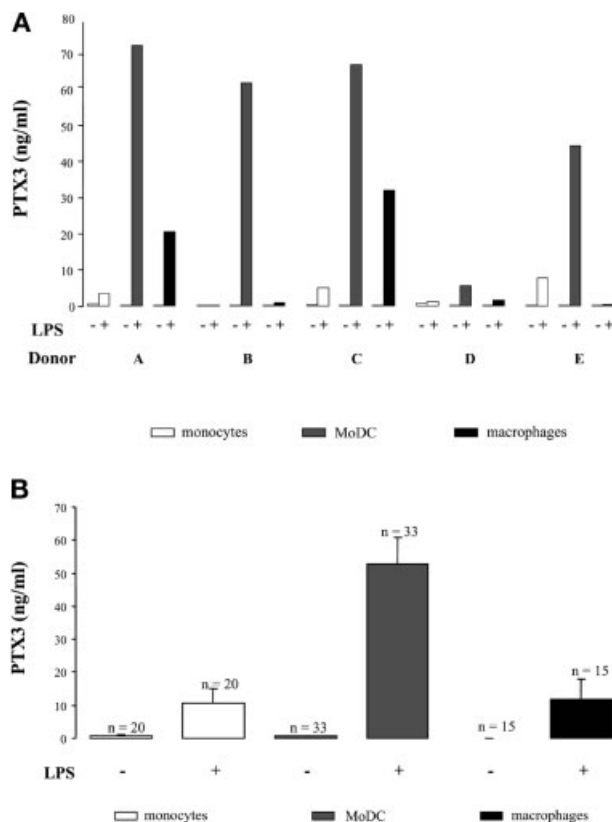 A
PTX3 (ng/ml)
80
70
60
50
40
30
20
10
0
LPS - + - + - + - + - + - + - + - + - + - + - + - + - + - + - +
Donor A B C D E
monocytes MoDC macrophages
B
PTX3 (ng/ml)
70
60
50
40
30
20
10
0
n = 20
n = 20
n = 33
n = 33
n = 15
n = 15
LPS - + - + - +
monocytes MoDC macrophages